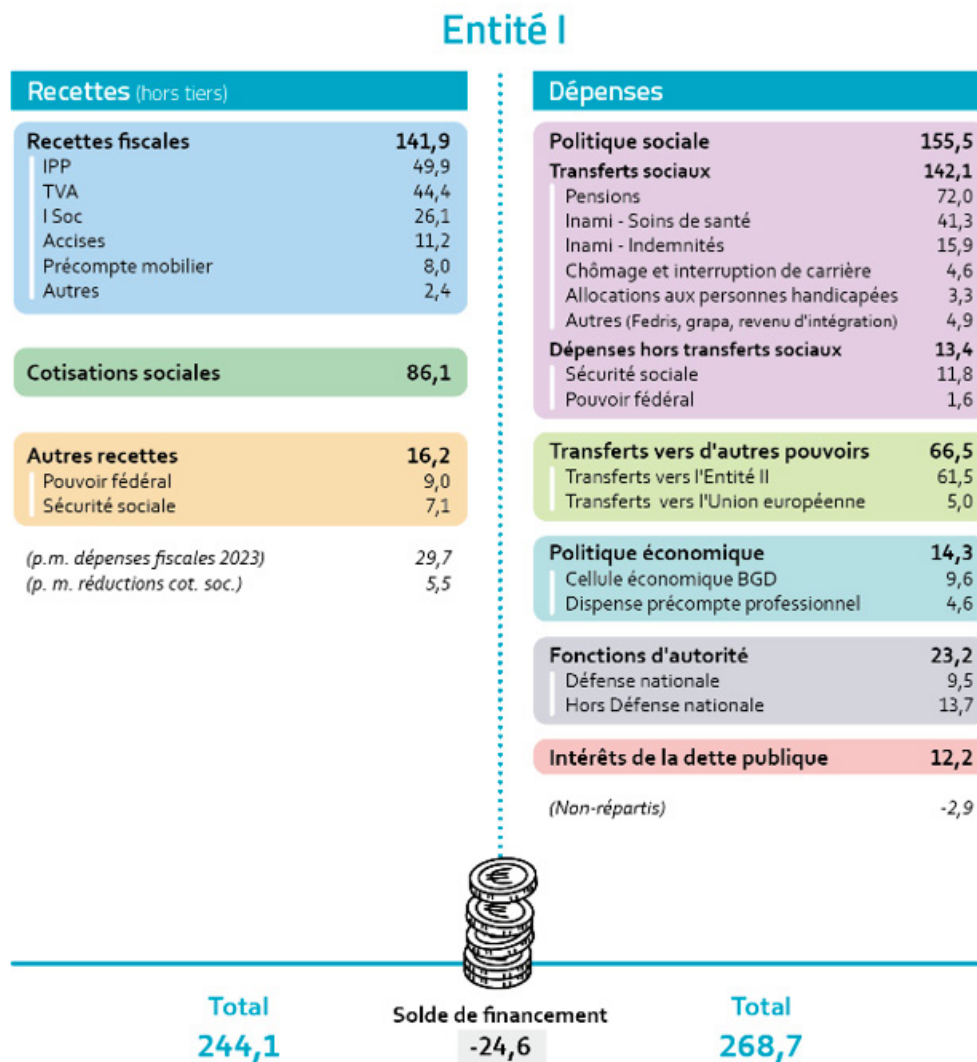 Entité I
Recettes (hors tiers)
Recettes fiscales 141,9
IPP 49,9
TVA 44,4
I Soc 26,1
Accises 11,2
Précompte mobilier 8,0
Autres 2,4
Cotisations sociales 86,1
Autres recettes 16,2
Pouvoir fédéral 9,0
Sécurité sociale 7,1
(p.m. dépenses fiscales 2023) 29,7
(p. m. réductions cot. soc.) 5,5
Dépenses
Politique sociale 155,5
Transferts sociaux 142,1
Pensions 72,0
Inami - Soins de santé 41,3
Inami - Indemnités 15,9
Chômage et interruption de carrière 4,6
Allocations aux personnes handicapées 3,3
Autres (Fedris, grapa, revenu d'intégration) 4,9
Dépenses hors transferts sociaux 13,4
Sécurité sociale 11,8
Pouvoir fédéral 1,6
Transferts vers d'autres pouvoirs 66,5
Transferts vers l'Entité II 61,5
Transferts vers l'Union européenne 5,0
Politique économique 14,3
Cellule économique BGD 9,6
Dispense précompte professionnel 4,6
Fonctions d'autorité 23,2
Défense nationale 9,5
Hors Défense nationale 13,7
Intérêts de la dette publique 12,2
(Non-répartis) -2,9
Total
244,1
Solde de financement
-24,6
Total
268,7